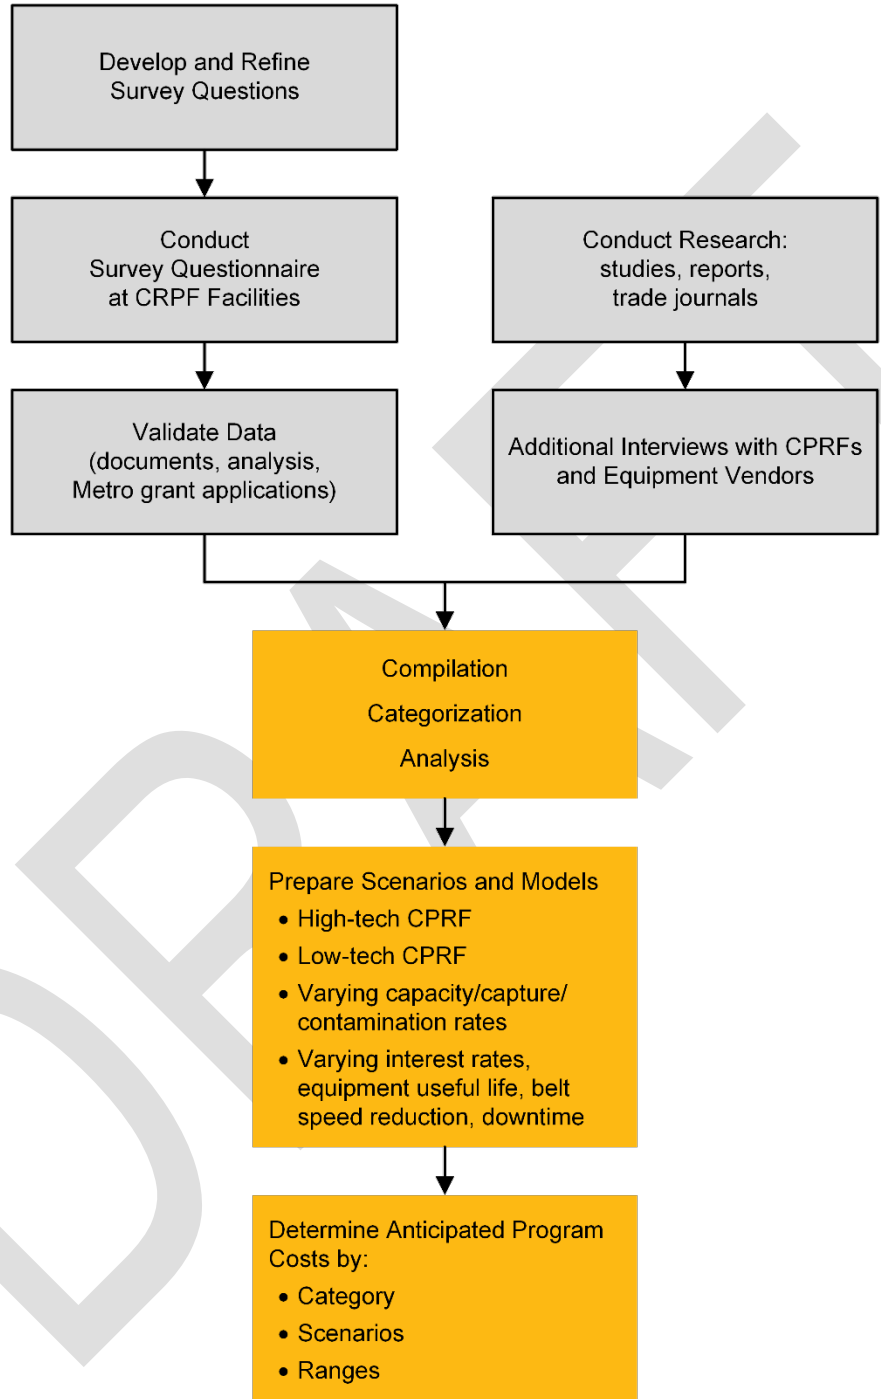 Develop and Refine
Survey Questions
Conduct
Survey Questionnaire
at CRPF Facilities
Conduct Research:
studies, reports,
trade journals
Validate Data
(documents, analysis,
Metro grant applications)
Additional Interviews with CPRFs
and Equipment Vendors
Compilation
Categorization
Analysis
Prepare Scenarios and Models
• High-tech CPRF
• Low-tech CPRF
• Varying capacity/capture/
contamination rates
• Varying interest rates,
equipment useful life, belt
speed reduction, downtime
Determine Anticipated Program
Costs by:
• Category
• Scenarios
• Ranges
DRAFT